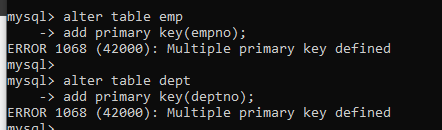 mysql> alter table emp
    -> add primary key(empno);
ERROR 1068 (42000): Multiple primary key defined
mysql>
mysql> alter table dept
    -> add primary key(deptno);
ERROR 1068 (42000): Multiple primary key defined
mysql>